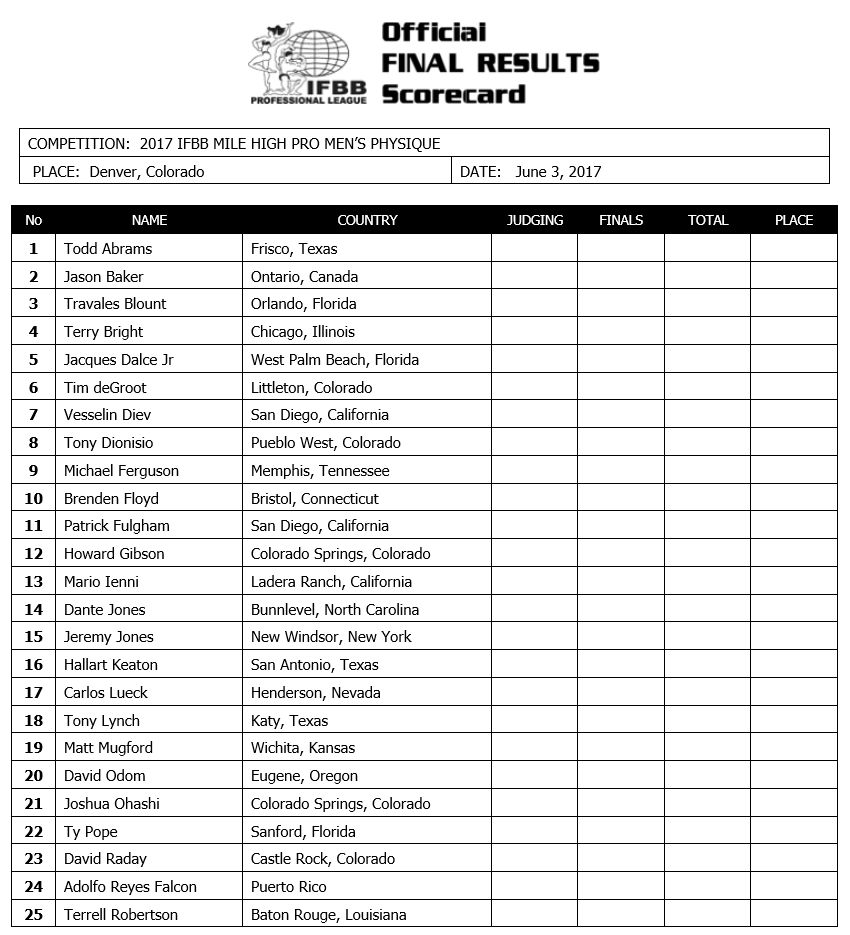 Official
FINAL RESULTS
Scorecard
IFBB
PROFESSIONAL LEAGUE
COMPETITION: 2017 IFBB MILE HIGH PRO MEN’S PHYSIQUE
PLACE: Denver, Colorado DATE: June 3, 2017
No NAME COUNTRY JUDGING FINALS TOTAL PLACE
1 Todd Abrams Frisco, Texas
2 Jason Baker Ontario, Canada
3 Travales Blount Orlando, Florida
4 Terry Bright Chicago, Illinois
5 Jacques Dalce Jr West Palm Beach, Florida
6 Tim deGroot Littleton, Colorado
7 Vesselin Diev San Diego, California
8 Tony Dionisio Pueblo West, Colorado
9 Michael Ferguson Memphis, Tennessee
10 Brenden Floyd Bristol, Connecticut
11 Patrick Fulgham San Diego, California
12 Howard Gibson Colorado Springs, Colorado
13 Mario Ienni Ladera Ranch, California
14 Dante Jones Bunnlevel, North Carolina
15 Jeremy Jones New Windsor, New York
16 Hallart Keaton San Antonio, Texas
17 Carlos Lueck Henderson, Nevada
18 Tony Lynch Katy, Texas
19 Matt Mugford Wichita, Kansas
20 David Odom Eugene, Oregon
21 Joshua Ohashi Colorado Springs, Colorado
22 Ty Pope Sanford, Florida
23 David Raday Castle Rock, Colorado
24 Adolfo Reyes Falcon Puerto Rico
25 Terrell Robertson Baton Rouge, Louisiana